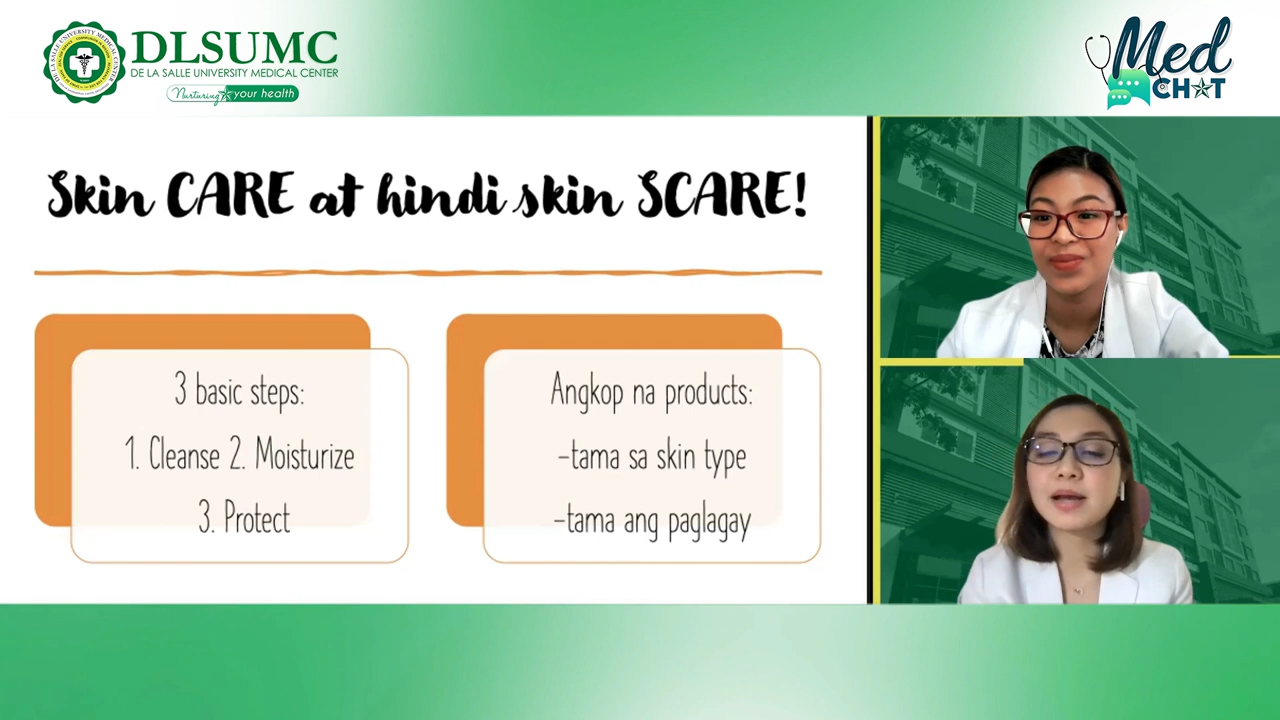 DLSUMC
DE LA SALLE UNIVERSITY MEDICAL CENTER
Nurturing your health
Med
CHAT
Skin CARE at hindi skin SCARE!
3 basic steps:
1. Cleanse 2. Moisturize
3. Protect
Angkop na products:
-tama sa skin type
-tama ang paglagay